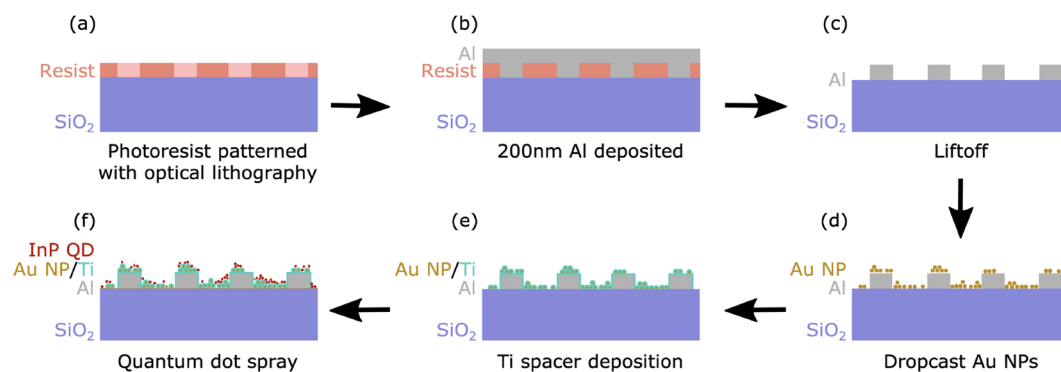 (a)
Resist
SiO₂
Photoresist patterned
with optical lithography
(b)
Al
Resist
SiO₂
200nm Al deposited
(c)
Al
SiO₂
Liftoff
(d)
Au NP
Al
SiO₂
Dropcast Au NPs
(e)
Au NP/Ti
Al
SiO₂
Ti spacer deposition
(f)
InP QD
Au NP/Ti
Al
SiO₂
Quantum dot spray